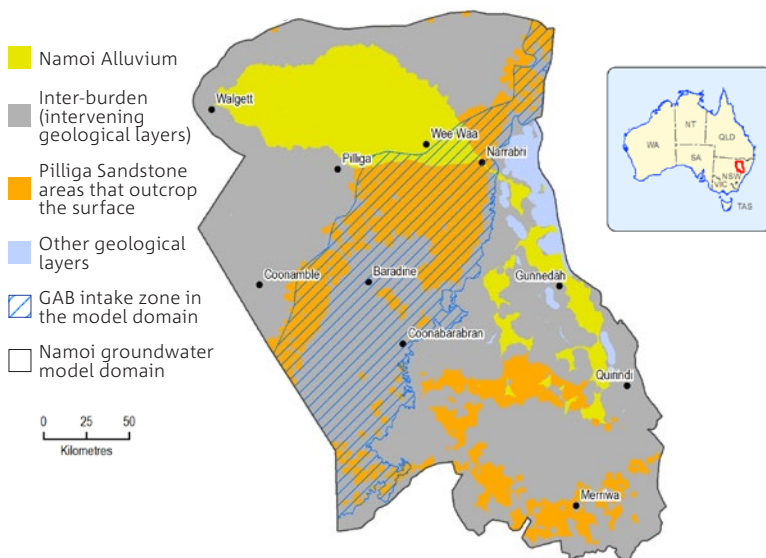 Namoi Alluvium
Inter-burden
(intervening
geological layers)
Pilliga Sandstone
areas that outcrop
the surface
Other geological
layers
GAB intake zone in
the model domain
Namoi groundwater
model domain
0 25 50
Kilometres
Walgett
Wee Waa
Pilliga
Narrabri
Coonamble
Baradine
Gunnedah
Coonabarabran
Quirindi
Merriwa
NT
QLD
WA
SA
NSW
VIC
TAS